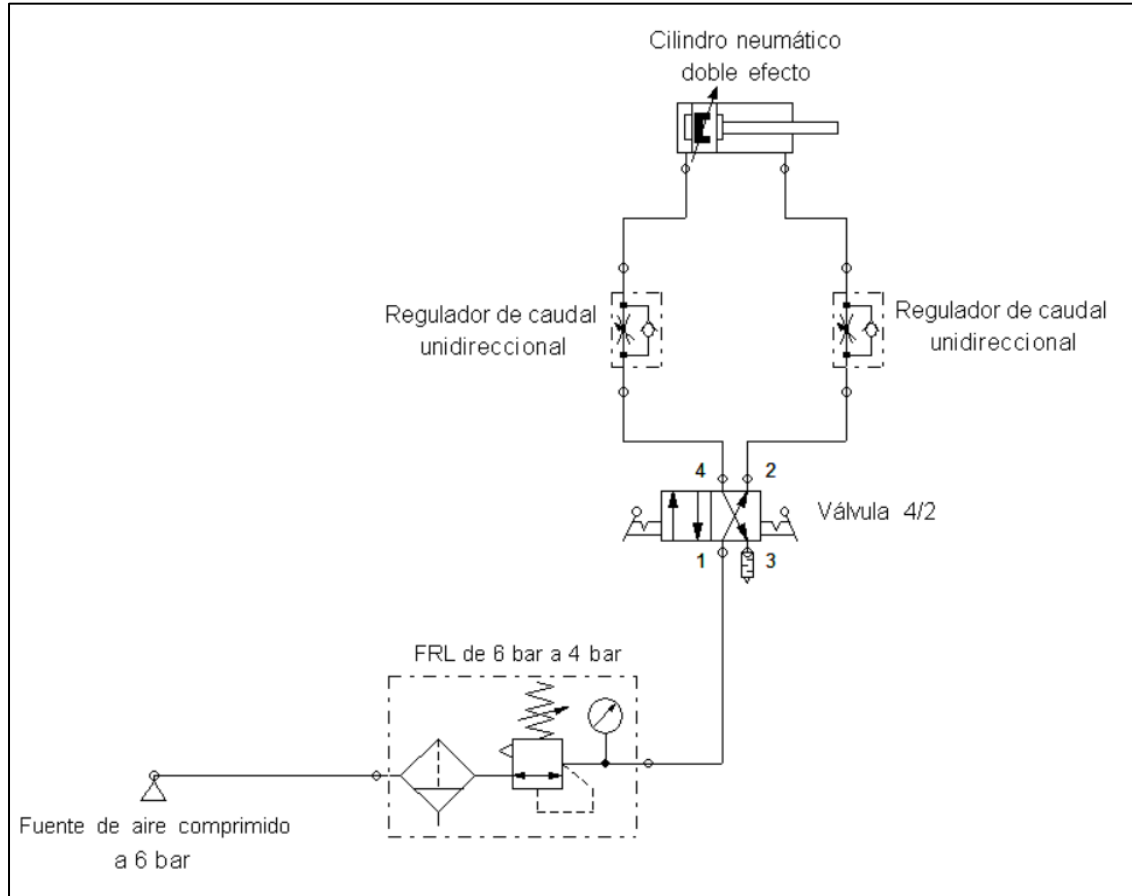 Cilindro neumático
doble efecto
Regulador de caudal
unidireccional
Regulador de caudal
unidireccional
4
2
Válvula 4/2
1
3
FRL de 6 bar a 4 bar
Fuente de aire comprimido
a 6 bar